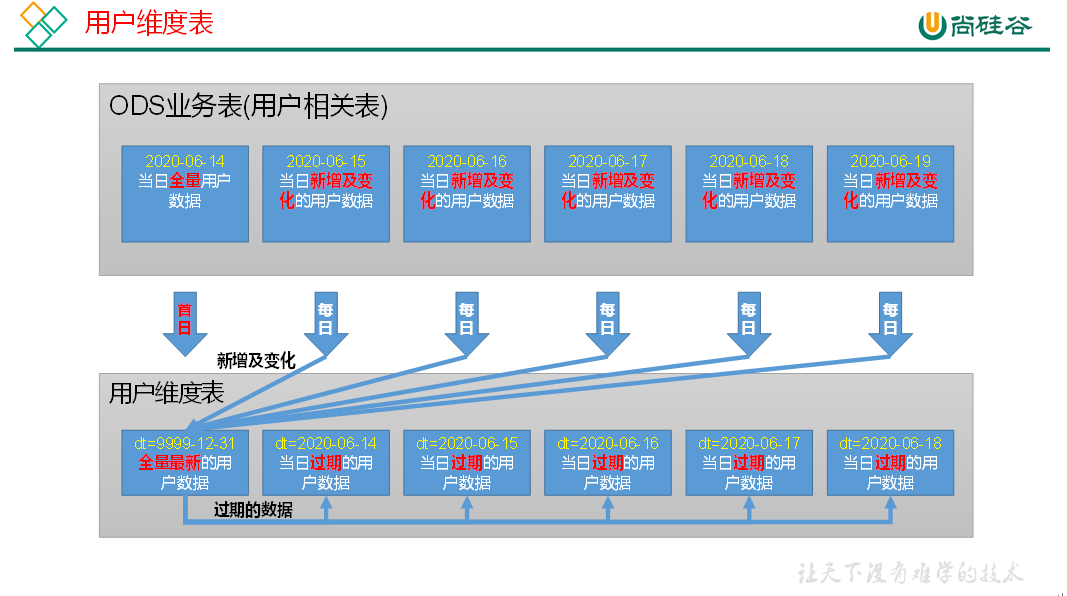 用户维度表
尚硅谷
ODS业务表(用户相关表)
2020-06-14
当日全量用户
数据
2020-06-15
当日新增及变
化的用户数据
2020-06-16
当日新增及变
化的用户数据
2020-06-17
当日新增及变
化的用户数据
2020-06-18
当日新增及变
化的用户数据
2020-06-19
当日新增及变
化的用户数据
首
日
每
日
每
日
每
日
每
日
每
日
新增及变化
用户维度表
dt=9999-12-31
全量最新的用
户数据
dt=2020-06-14
当日过期的用
户数据
dt=2020-06-15
当日过期的用
户数据
dt=2020-06-16
当日过期的用
户数据
dt=2020-06-17
当日过期的用
户数据
dt=2020-06-18
当日过期的用
户数据
过期的数据
让天下没有难学的技术